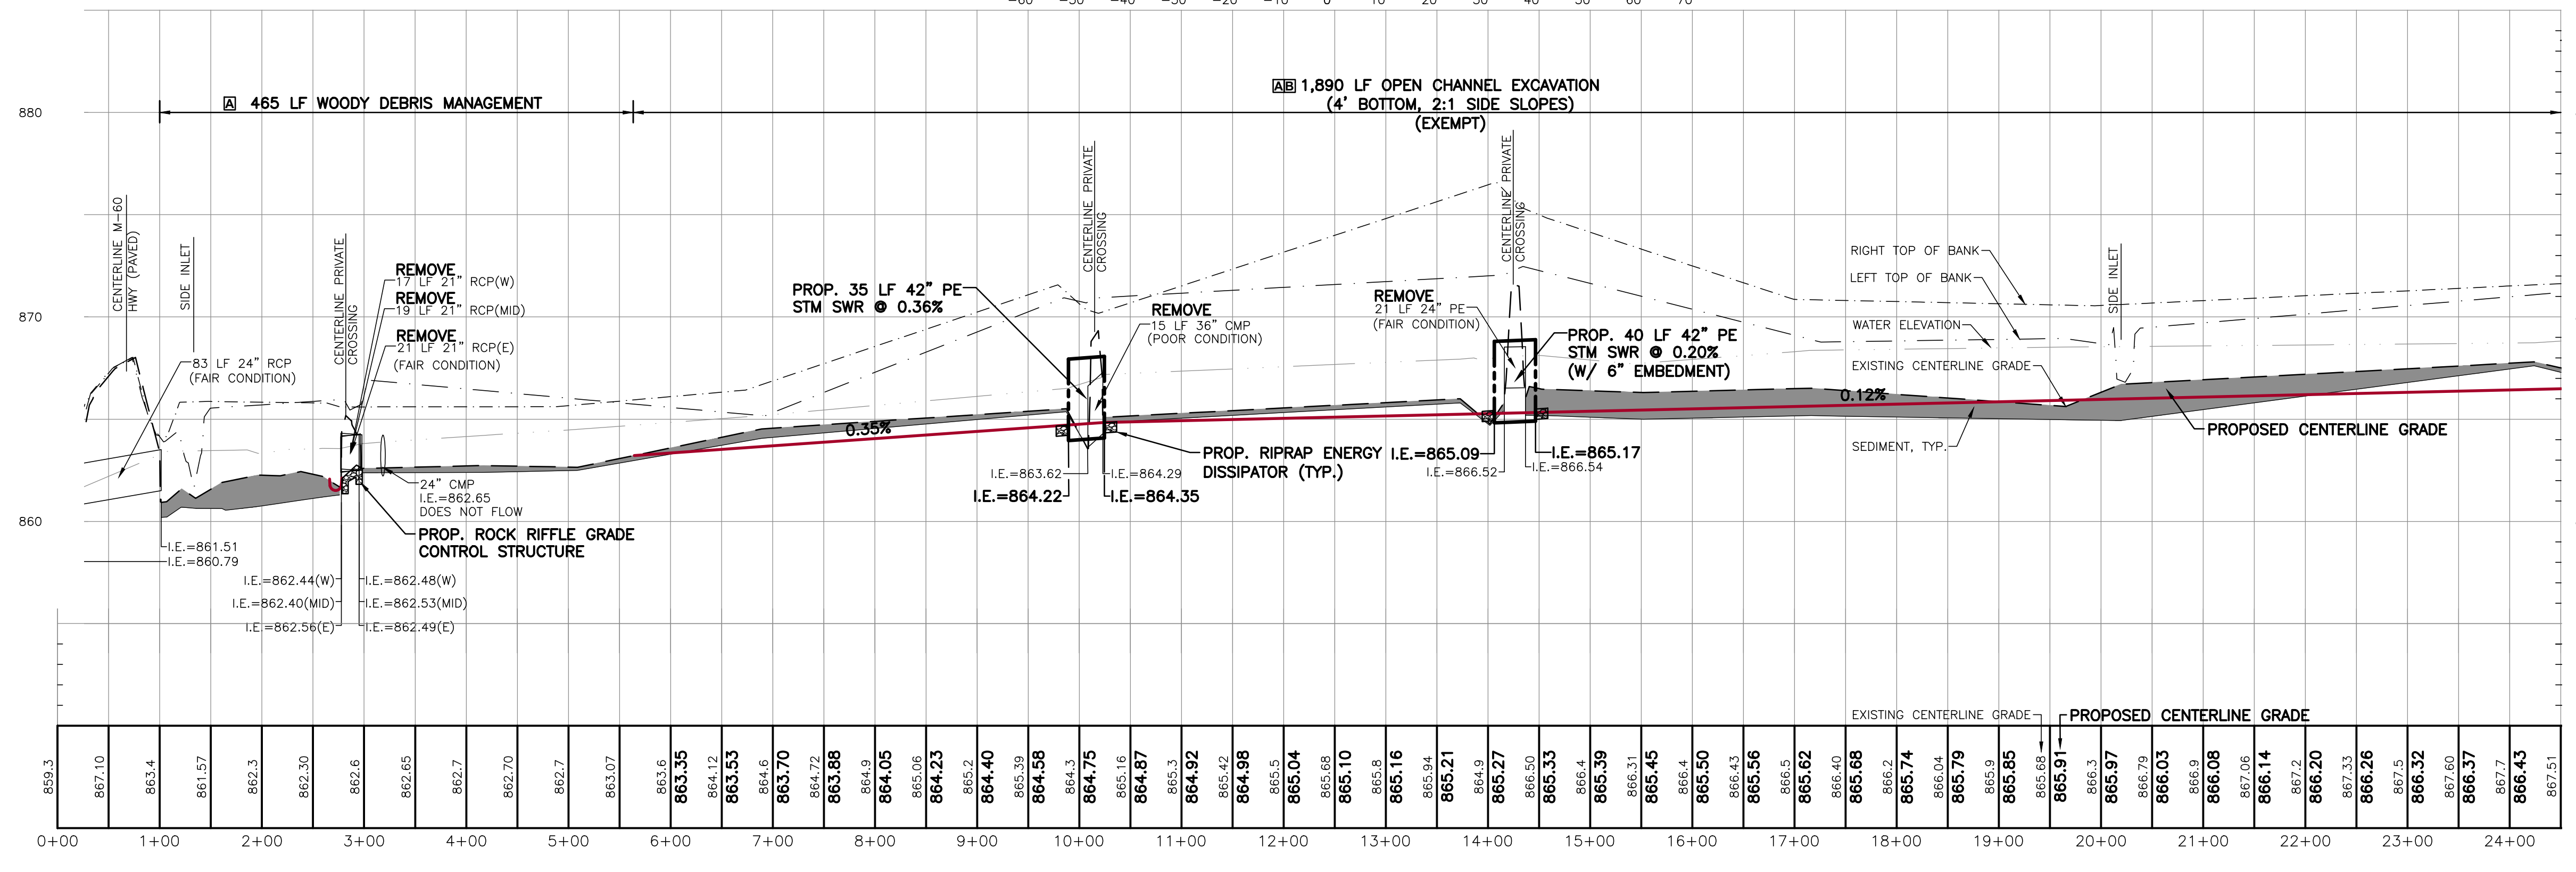 -60 -50 -40 -30 -20 -10 0 10 20 30 40 50 60 70
A 465 LF WOODY DEBRIS MANAGEMENT
AB 1,890 LF OPEN CHANNEL EXCAVATION
(4' BOTTOM, 2:1 SIDE SLOPES)
(EXEMPT)
880
870
860
CENTERLINE M-60
HWY (PAVED)
SIDE INLET
CENTERLINE PRIVATE
CROSSING
83 LF 24" RCP
(FAIR CONDITION)
REMOVE
17 LF 21" RCP(W)
REMOVE
19 LF 21" RCP(MID)
REMOVE
21 LF 21" RCP(E)
(FAIR CONDITION)
24" CMP
I.E.=862.65
DOES NOT FLOW
PROP. ROCK RIFFLE GRADE
CONTROL STRUCTURE
I.E.=861.51
I.E.=860.79
I.E.=862.44(W)
I.E.=862.48(W)
I.E.=862.40(MID)
I.E.=862.53(MID)
I.E.=862.56(E)
I.E.=862.49(E)
0.35%
PROP. 35 LF 42" PE
STM SWR @ 0.36%
CENTERLINE PRIVATE
CROSSING
REMOVE
15 LF 36" CMP
(POOR CONDITION)
I.E.=863.62
I.E.=864.29
I.E.=864.22
I.E.=864.35
PROP. RIPRAP ENERGY
DISSIPATOR (TYP.)
REMOVE
21 LF 24" PE
(FAIR CONDITION)
CENTERLINE PRIVATE
CROSSING
PROP. 40 LF 42" PE
STM SWR @ 0.20%
(W/ 6" EMBEDMENT)
I.E.=865.09
I.E.=865.17
I.E.=866.52
I.E.=866.54
RIGHT TOP OF BANK
LEFT TOP OF BANK
WATER ELEVATION
EXISTING CENTERLINE GRADE
0.12%
SEDIMENT, TYP.
SIDE INLET
PROPOSED CENTERLINE GRADE
EXISTING CENTERLINE GRADE
PROPOSED CENTERLINE GRADE
859.3
867.10
863.4
861.57
862.3
862.30
862.6
862.65
862.7
862.70
862.7
863.07
863.6
863.35
864.12
863.53
864.6
863.70
864.72
863.88
864.9
864.05
865.06
864.23
865.2
864.40
865.39
864.58
864.3
864.75
865.16
864.87
865.3
864.92
865.42
864.98
865.5
865.04
865.68
865.10
865.8
865.16
865.94
865.21
864.9
865.27
866.50
865.33
866.4
865.39
866.31
865.45
866.4
865.50
866.43
865.56
866.5
865.62
866.40
865.68
866.2
865.74
866.04
865.79
865.9
865.85
865.68
865.91
866.3
865.97
866.79
866.03
866.9
866.08
867.06
866.14
867.2
866.20
867.33
866.26
867.5
866.32
867.60
866.37
867.7
866.43
867.51
0+00 1+00 2+00 3+00 4+00 5+00 6+00 7+00 8+00 9+00 10+00 11+00 12+00 13+00 14+00 15+00 16+00 17+00 18+00 19+00 20+00 21+00 22+00 23+00 24+00